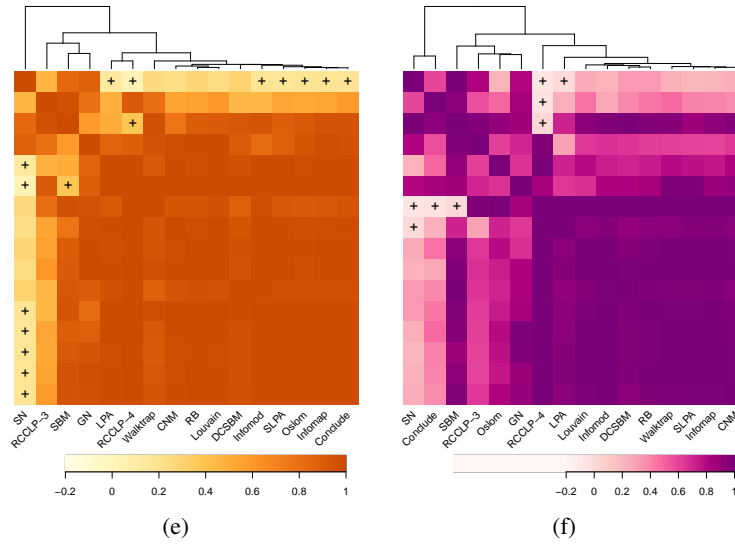 + + + + + + +
+
+ +
+
+ +
+ + +
+
+
+
+
+
+
SN RCCLP-3 SBM GN LPA RCCLP-4 Walktrap CNM RB Louvain DCSBM Infomod SLPA Oslom Infomap Conclude
SN Conclude SBM RCCLP-3 Oslom GN RCCLP-4 LPA Louvain Infomod DCSBM RB Walktrap SLPA Infomap CNM
−0.2 0 0.2 0.4 0.6 0.8 1
−0.2 0 0.2 0.4 0.6 0.8 1
(e) (f)